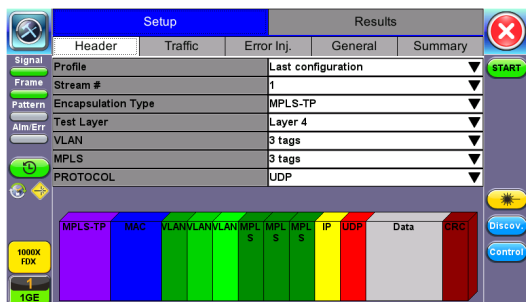 Setup
Results
Header
Traffic
Error Inj.
General
Summary
Signal
Frame
Pattern
Alm/Err
Profile
Last configuration
START
Stream #
1
Encapsulation Type
MPLS-TP
Test Layer
Layer 4
VLAN
3 tags
MPLS
3 tags
PROTOCOL
UDP
MPLS-TP
MAC
VLAN
VLAN
VLAN
MPL
S
MPL
S
MPL
S
IP
UDP
Data
CRC
Discov.
Control
1000X
FDX
1
1GE